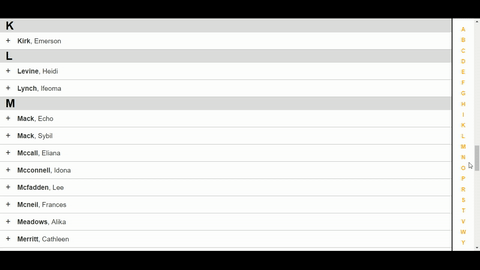 K
+ Kirk, Emerson
L
+ Levine, Heidi
+ Lynch, Ifeoma
M
+ Mack, Echo
+ Mack, Sybil
+ Mccall, Eliana
+ Mcconnell, Idona
+ Mcfadden, Lee
+ Mcneil, Frances
+ Meadows, Alika
+ Merritt, Cathleen
A
B
C
D
E
F
G
H
I
K
L
M
N
O
P
R
S
T
V
W
Y